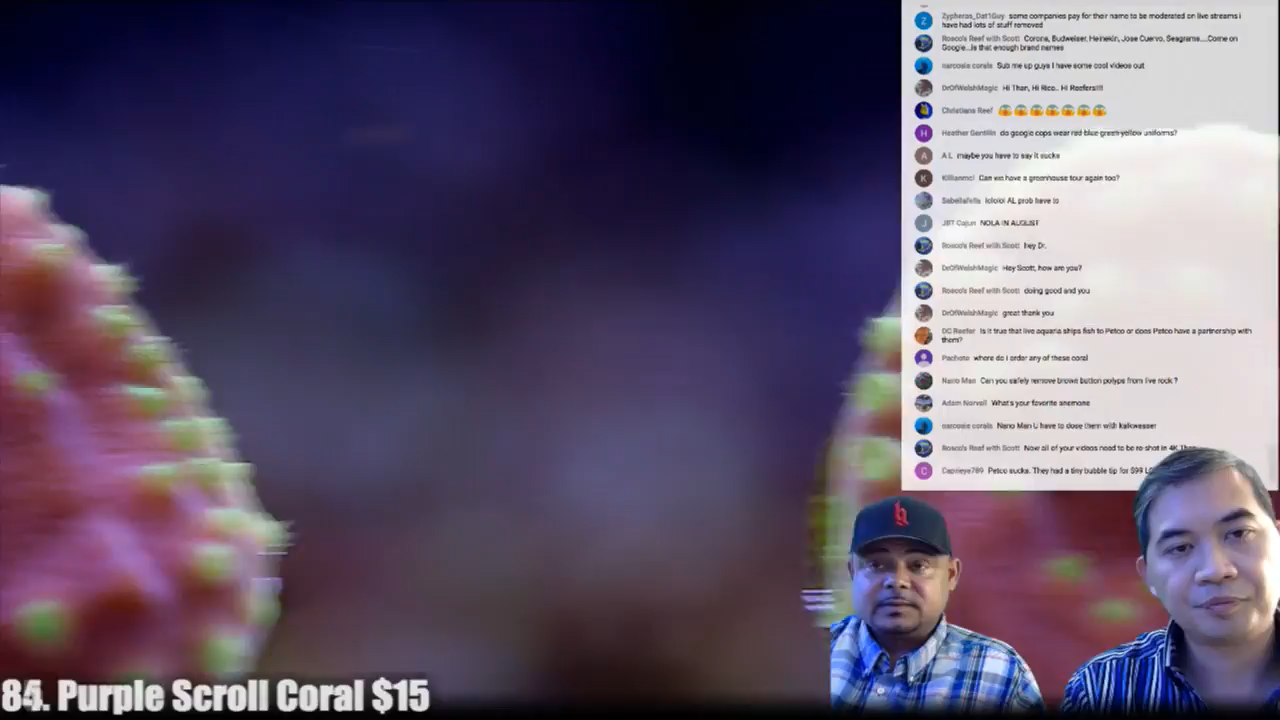 Zypheras_Dat1Guy some companies pay for their name to be moderated on live streams i
have had lots of stuff removed
Rosco's Reef with Scott Corona, Budweiser, Heinekin, Jose Cuervo, Seagrams....Come on
Google...is that enough brand names
narcosis corals Sub me up guys I have some cool videos out
DrOfWelshMagic Hi Than, Hi Rico.. Hi Reefers!!!!
Christians Reef 😱😱😱😱😱😱😱
Heather Gentilin do google cops wear red-blue-green-yellow uniforms?
A L maybe you have to say it sucks
Killianmcl Can we have a greenhouse tour again too?
Sabellafella lololol AL prob have to
JBT Cajun NOLA IN AUGUST
Rosco's Reef with Scott hey Dr.
DrOfWelshMagic Hey Scott, how are you?
Rosco's Reef with Scott doing good and you
DrOfWelshMagic great thank you
DC Reefer Is it true that live aquaria ships fish to Petco or does Petco have a partnership with
them?
Pachoto where do i order any of these coral
Nano Man Can you safely remove brown button polyps from live rock ?
Adam Norvell What's your favorite anemone
narcosis corals Nano Man U have to dose them with kalkwasser
Rosco's Reef with Scott Now all of your videos need to be re-shot in 4K
Caprieye789 Petco sucks. They had a tiny bubble tip for $99
84. Purple Scroll Coral $15